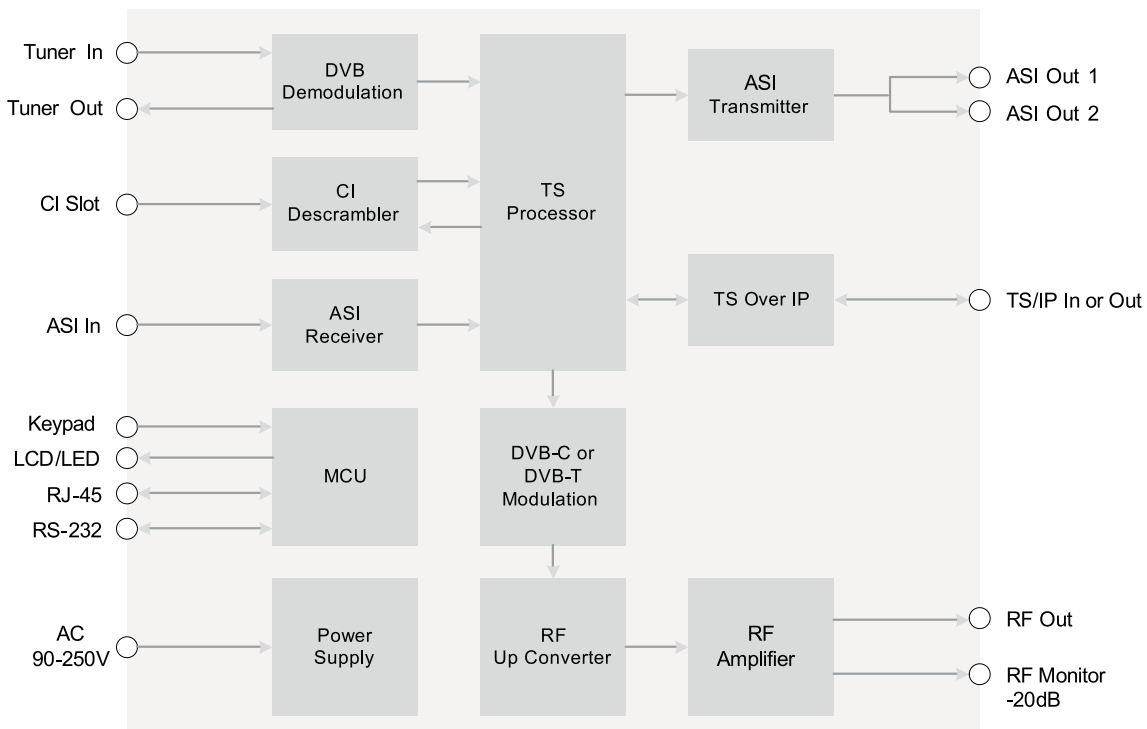 Tuner In
Tuner Out
DVB
Demodulation
CI Slot
CI
Descrambler
ASI In
ASI
Receiver
TS
Processor
ASI
Transmitter
ASI Out 1
ASI Out 2
TS Over IP
TS/IP In or Out
Keypad
LCD/LED
RJ-45
RS-232
MCU
DVB-C or
DVB-T
Modulation
AC
90-250V
Power
Supply
RF
Up Converter
RF
Amplifier
RF Out
RF Monitor
-20dB